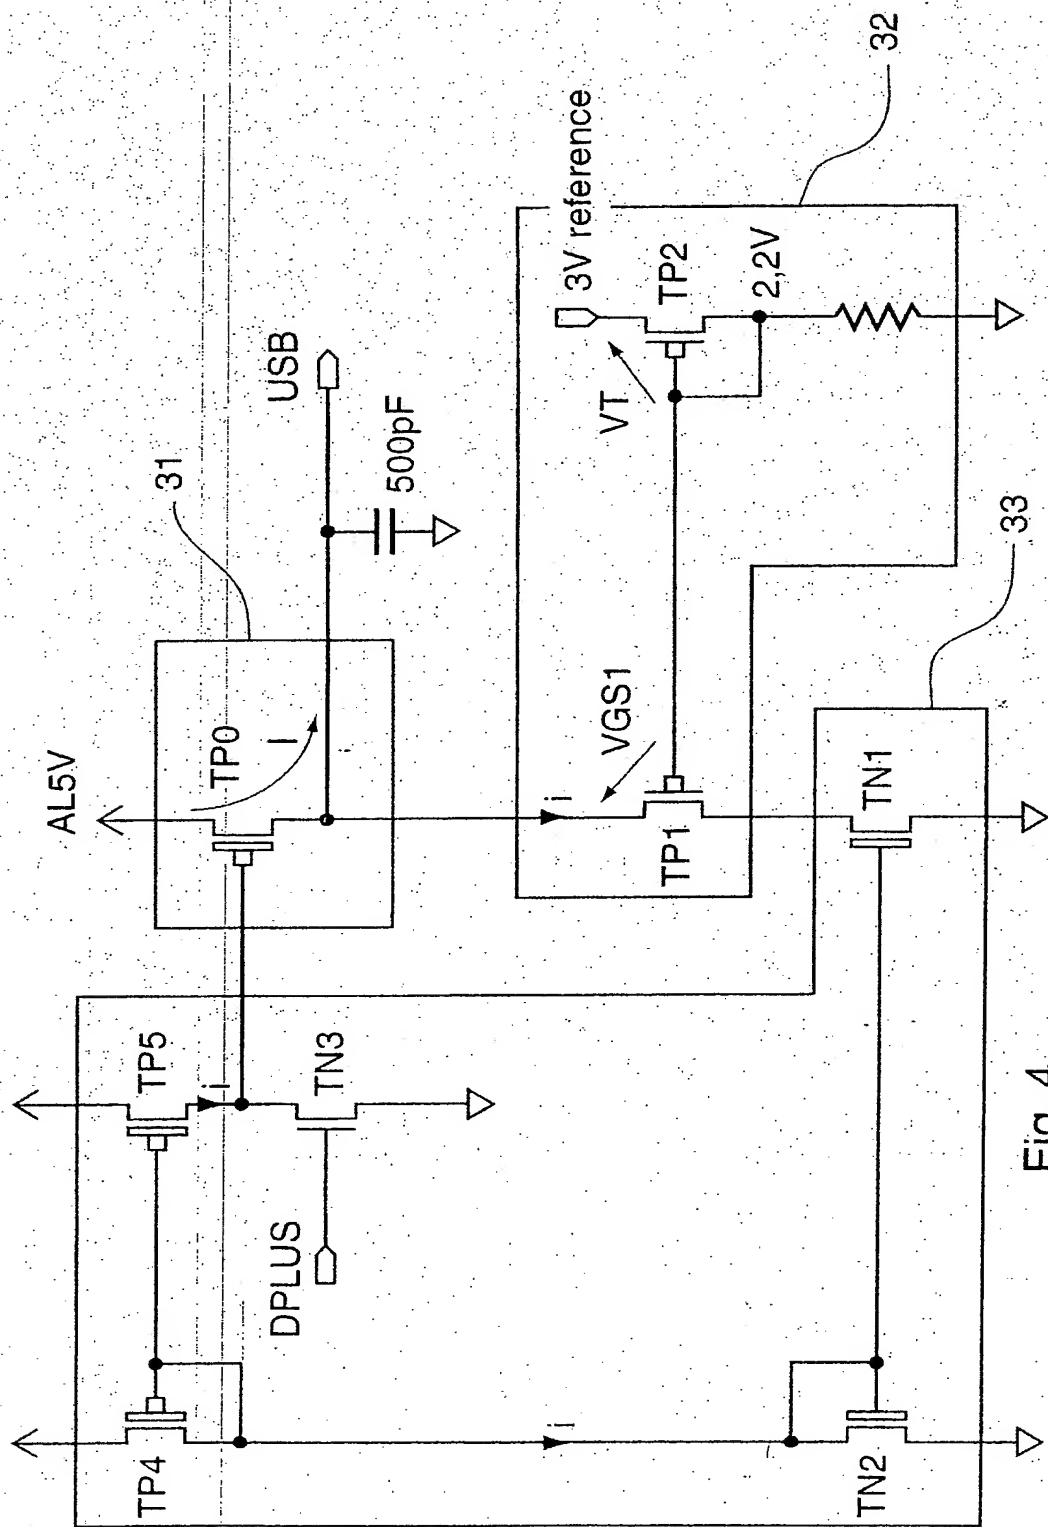 AL5V
31
TP0
I
USB
500pF
TP5
i
TN3
DPLUS
TP4
i
TN2
32
3V reference
TP2
VT
2,2V
VGS1
i
TP1
33
TN1
Fig. 4